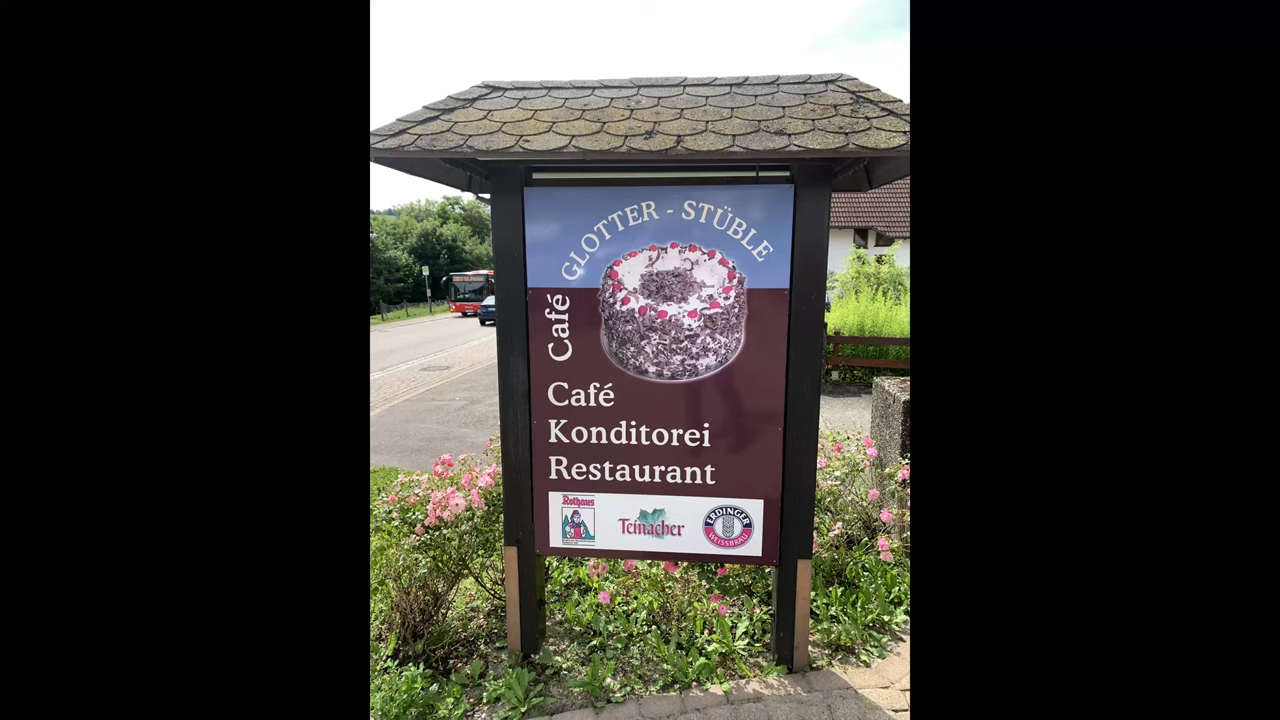 GLOTTER - STÜBLE
Café
Café
Konditorei
Restaurant
Rothaus
Teinacher
ERDINGER
WEISSBRÄU